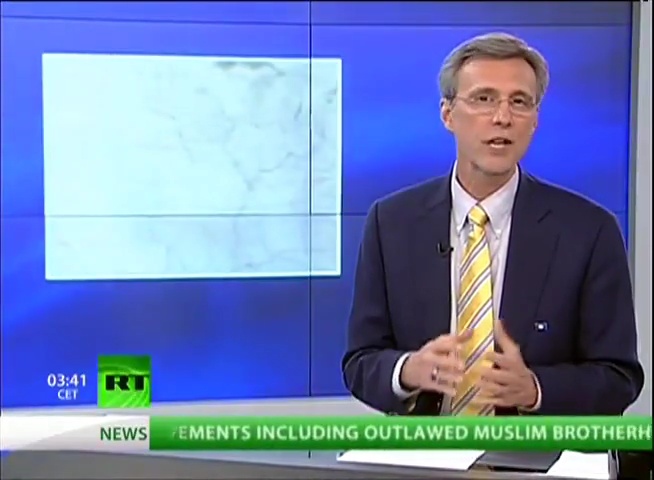 03:41
CET
RT
NEWS
EMENTS INCLUDING OUTLAWED MUSLIM BROTHERH